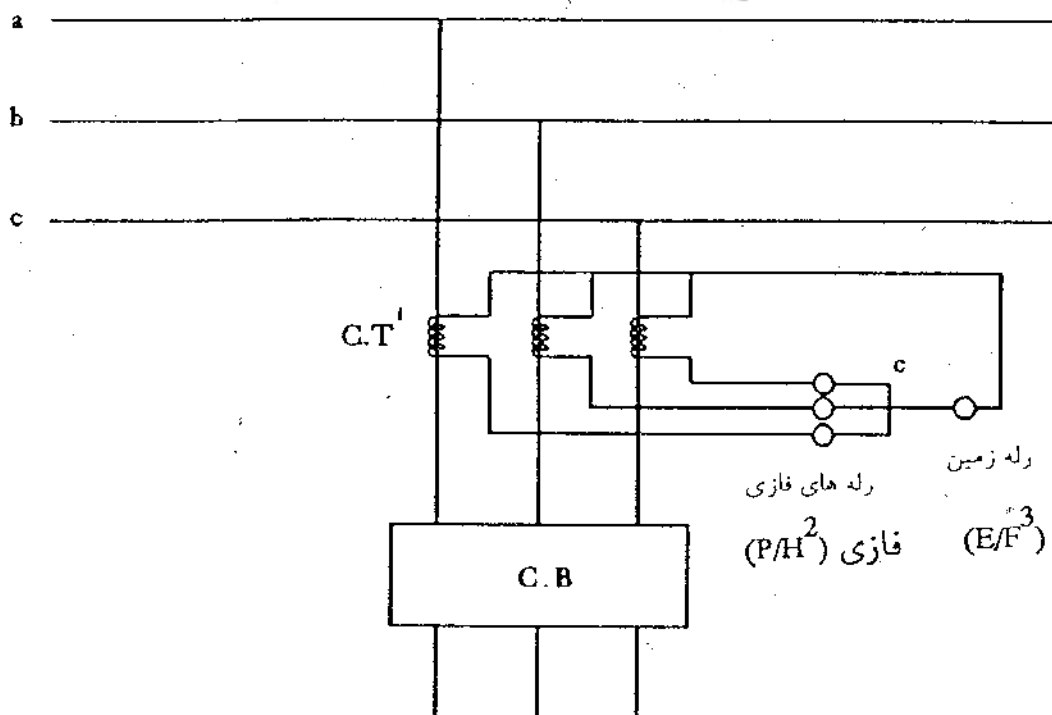 a
b
c
C.T¹
c
رله زمین
رله های فازی
(E/F³)
فازی (P/H²)
C.B